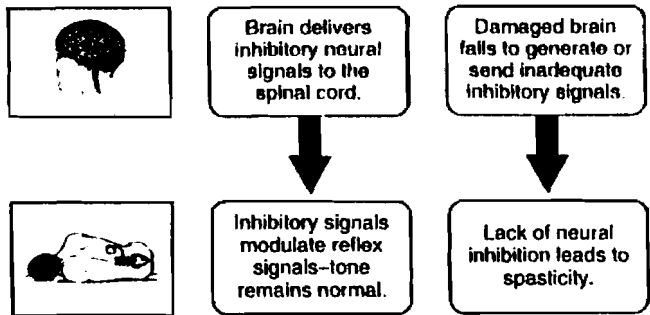 Brain delivers
inhibitory neural
signals to the
spinal cord.
Damaged brain
fails to generate or
send inadequate
inhibitory signals.
Inhibitory signals
modulate reflex
signals–tone
remains normal.
Lack of neural
inhibition leads to
spasticity.